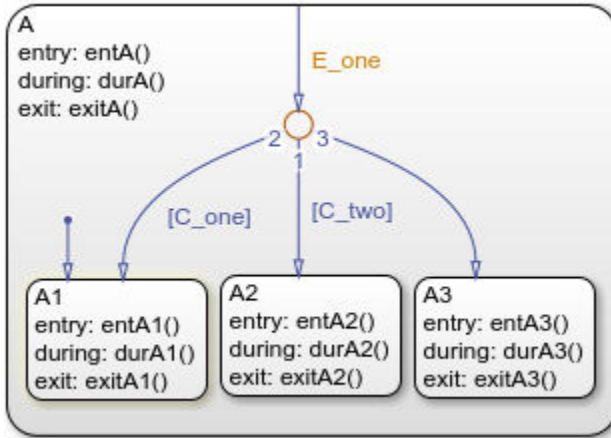 A
entry: entA()
during: durA()
exit: exitA()
E_one
2
3
1
[C_one]
[C_two]
A1
entry: entA1()
during: durA1()
exit: exitA1()
A2
entry: entA2()
during: durA2()
exit: exitA2()
A3
entry: entA3()
during: durA3()
exit: exitA3()